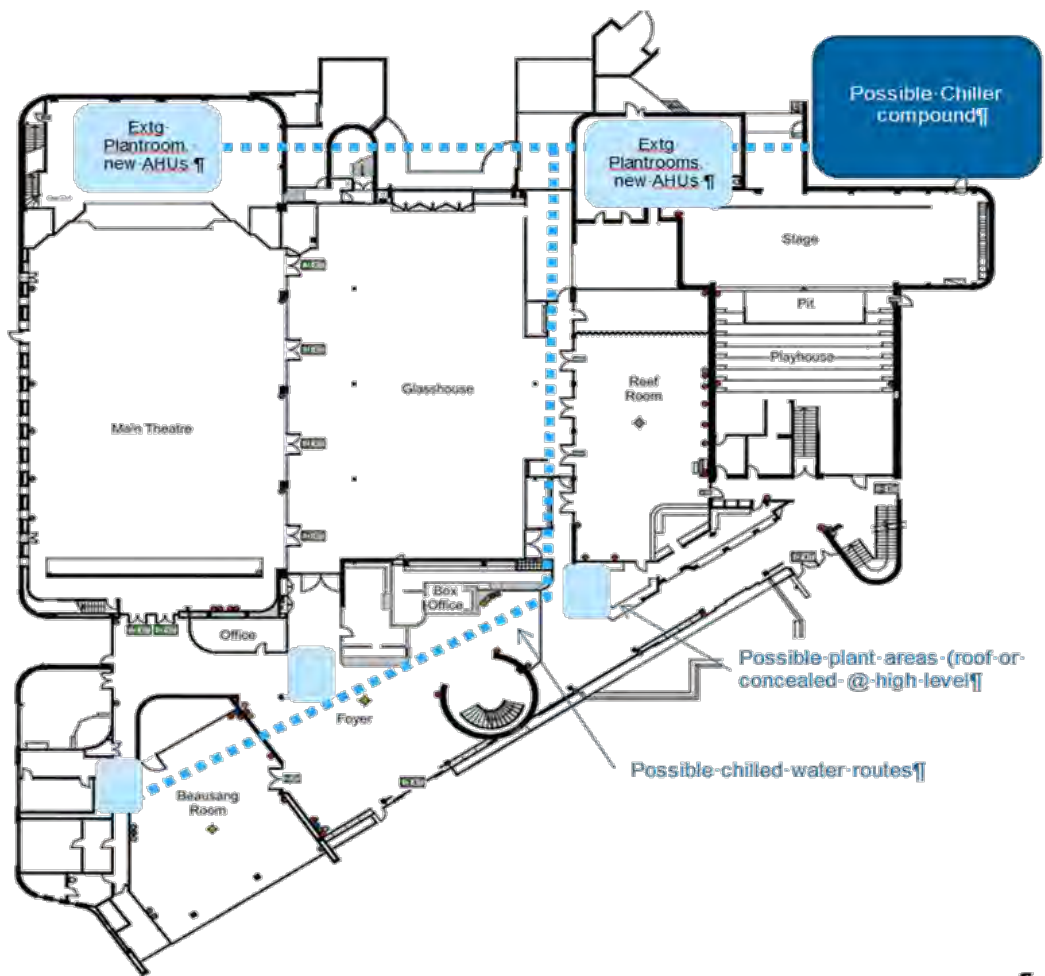 Possible·Chiller
compound¶
Extg·
Plantroom,·
new·AHUs·¶
Extg·
Plantrooms,·
new·AHUs·¶
Stage
Pit
Playhouse
Glasshouse
Reef
Room
Main Theatre
Box
Office
Office
Foyer
Possible·plant·areas·(roof·or·
concealed·@·high·level¶
Possible·chilled·water·routes¶
Beausang
Room
¶